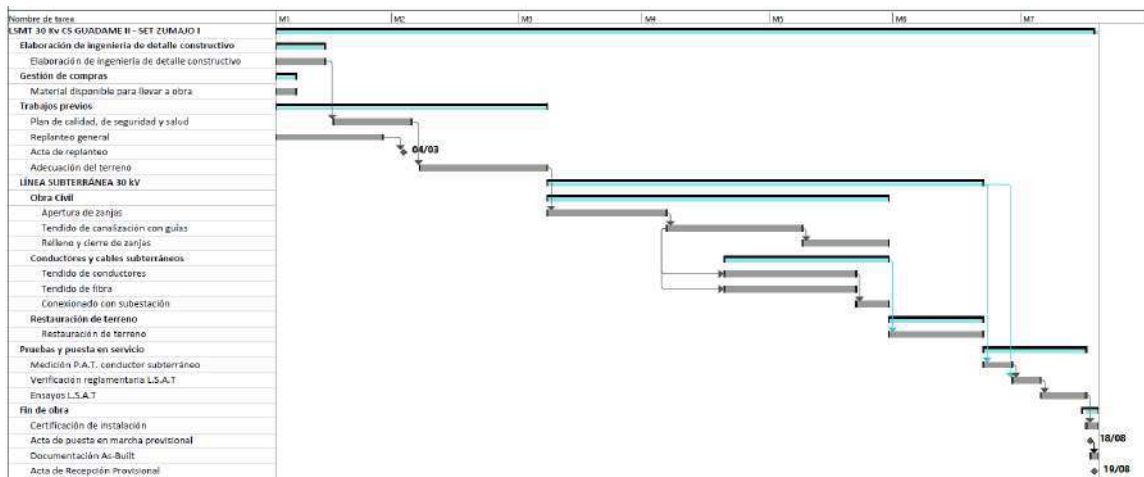 Nombre de tarea M1 M2 M3 M4 M5 M6 M7
LSMT 30 Kv CS GUADAME II - SET ZUMAJO I
Elaboración de ingeniería de detalle constructivo
Elaboración de ingeniería de detalle constructivo
Gestión de compras
Material disponible para llevar a obra
Trabajos previos
Plan de calidad, de seguridad y salud
Replanteo general
Acta de replanteo 04/03
Adecuación del terreno
LÍNEA SUBTERRÁNEA 30 kV
Obra Civil
Apertura de zanjas
Tendido de canalización con guías
Relleno y cierre de zanjas
Conductores y cables subterráneos
Tendido de conductores
Tendido de fibra
Conexionado con subestación
Restauración de terreno
Restauración de terreno
Pruebas y puesta en servicio
Medición P.A.T. conductor subterráneo
Verificación reglamentaria L.S.A.T
Ensayos L.S.A.T
Fin de obra
Certificación de instalación
Acta de puesta en marcha provisional 18/08
Documentación As-Built
Acta de Recepción Provisional 19/08